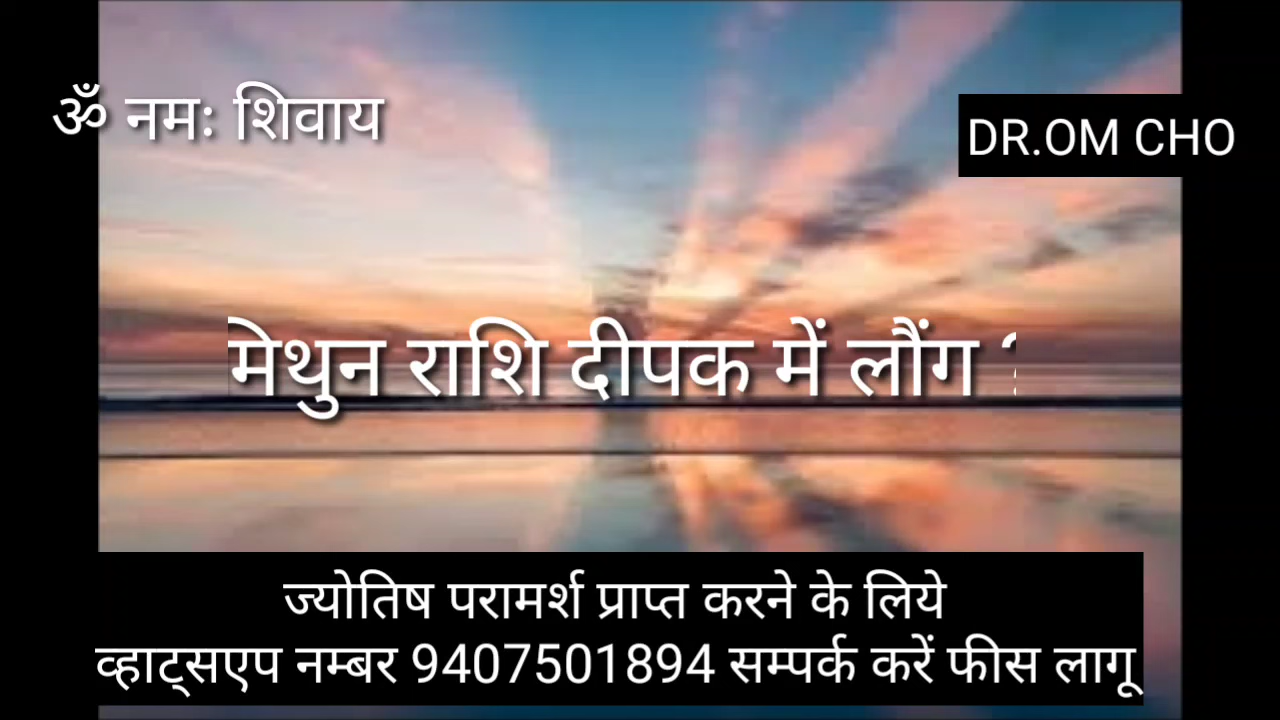 ॐ नमः शिवाय
DR.OM CHO
मिथुन राशि दीपक में लौंग
ज्योतिष परामर्श प्राप्त करने के लिये
व्हाट्सएप नम्बर 9407501894 सम्पर्क करें फीस लागू